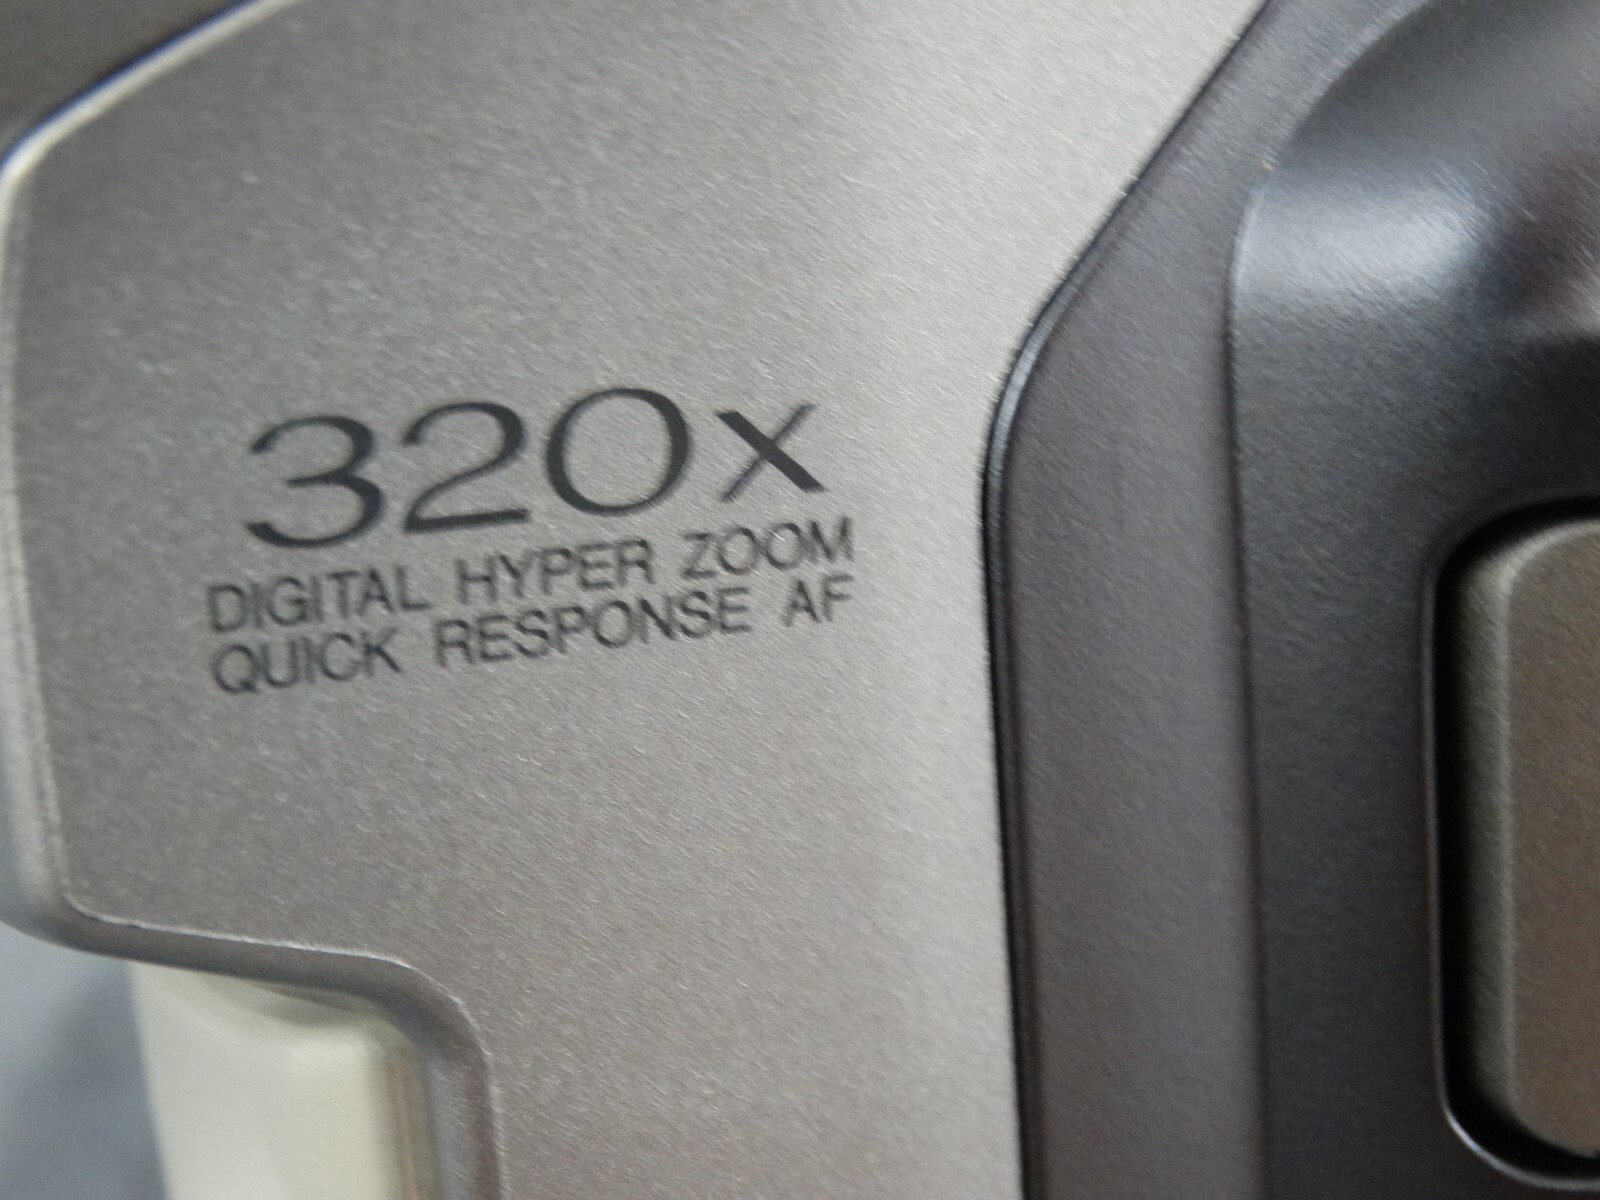 320x
DIGITAL HYPER ZOOM
QUICK RESPONSE AF